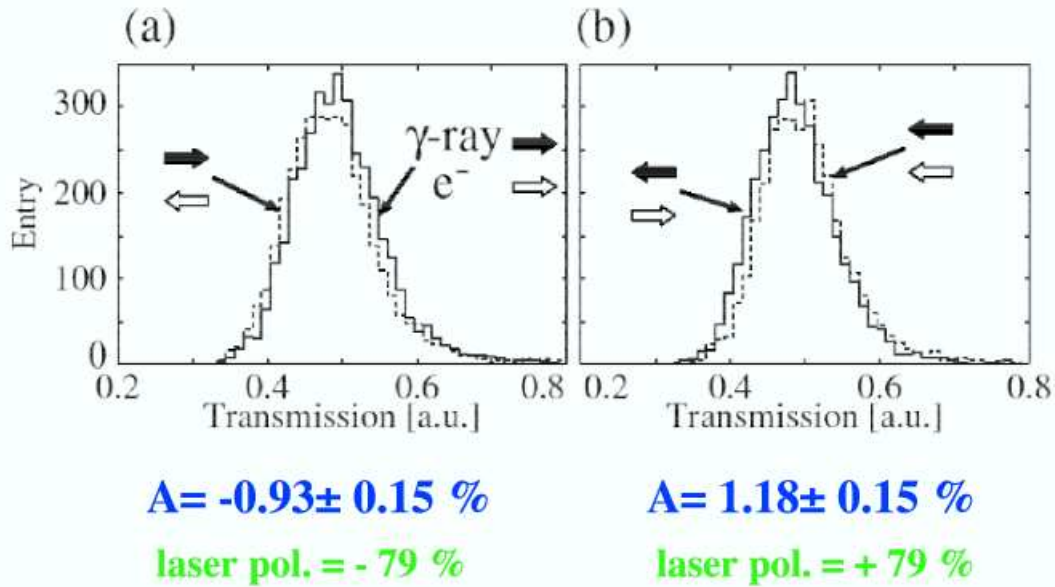 (a)
(b)
300
200
100
0
Entry
γ-ray
e⁻
0.2 0.4 0.6 0.8
0.2 0.4 0.6 0.8
Transmission [a.u.]
Transmission [a.u.]
A= -0.93± 0.15 %
A= 1.18± 0.15 %
laser pol. = - 79 %
laser pol. = + 79 %